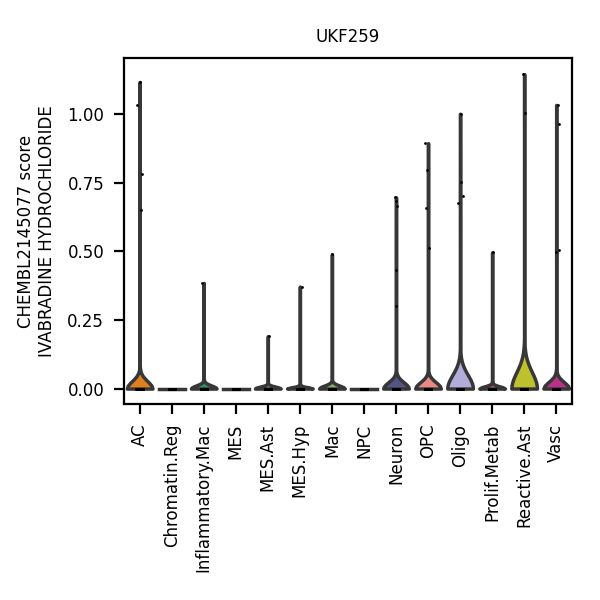 UKF259
CHEMBL2145077 score
IVABRADINE HYDROCHLORIDE
1.00
0.75
0.50
0.25
0.00
AC
Chromatin.Reg
Inflammatory.Mac
MES
MES.Ast
MES.Hyp
Mac
NPC
Neuron
OPC
Oligo
Prolif.Metab
Reactive.Ast
Vasc